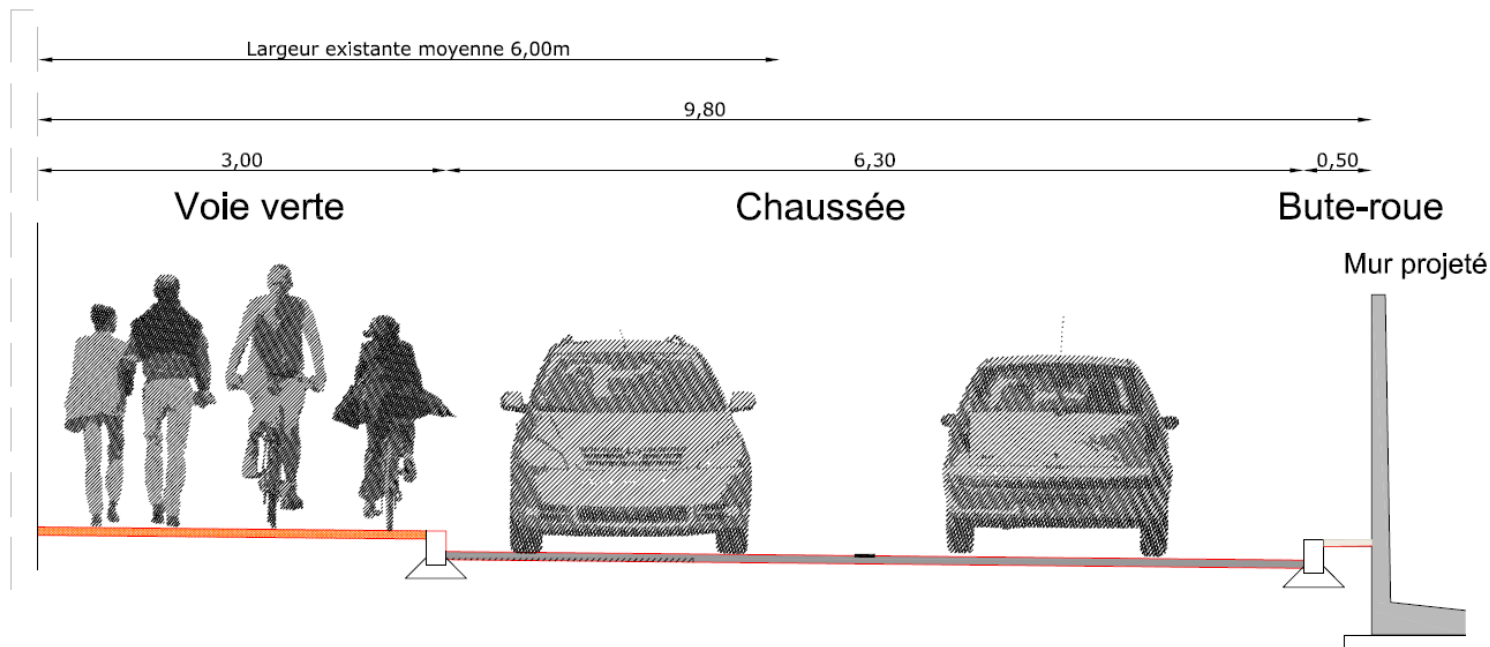 Largeur existante moyenne 6,00m
9,80
3,00
6,30
0,50
Voie verte
Chaussée
Bute-roue
Mur projeté